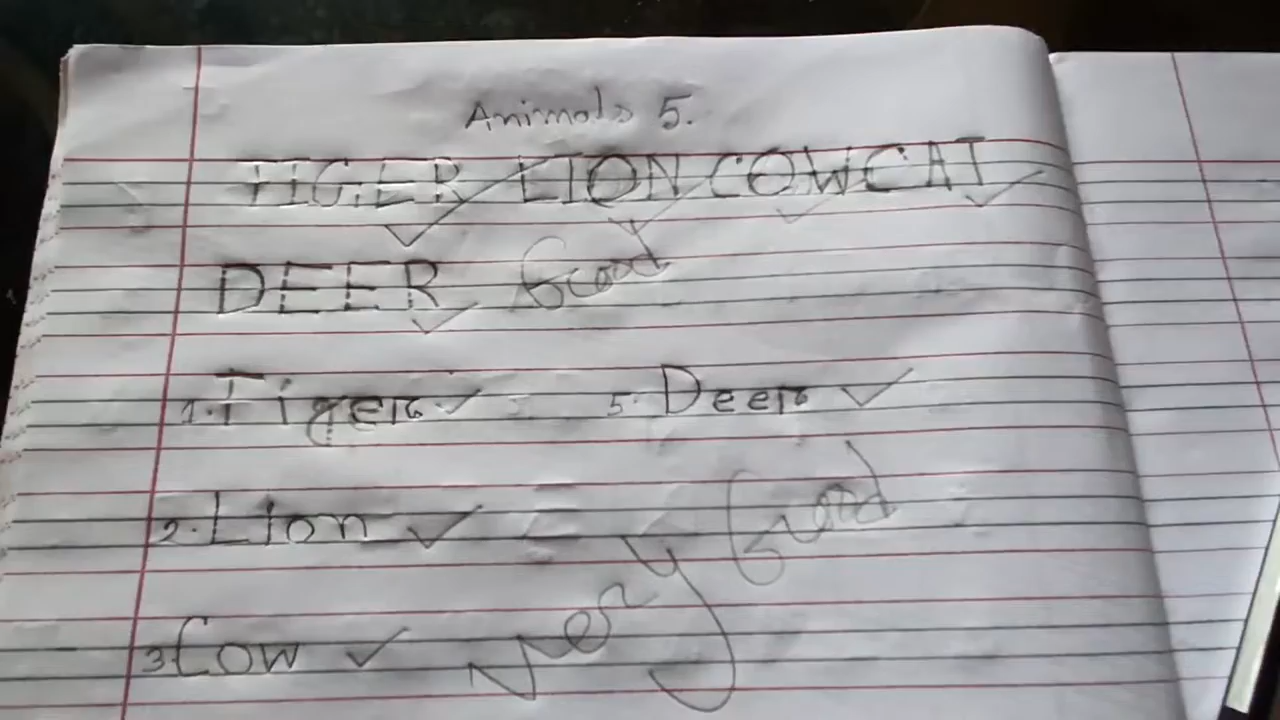 Animals 5.
TIGER LION COW CAT
DEER Good
1. Tiger 5. Deer
2. Lion
3. Cow very Good